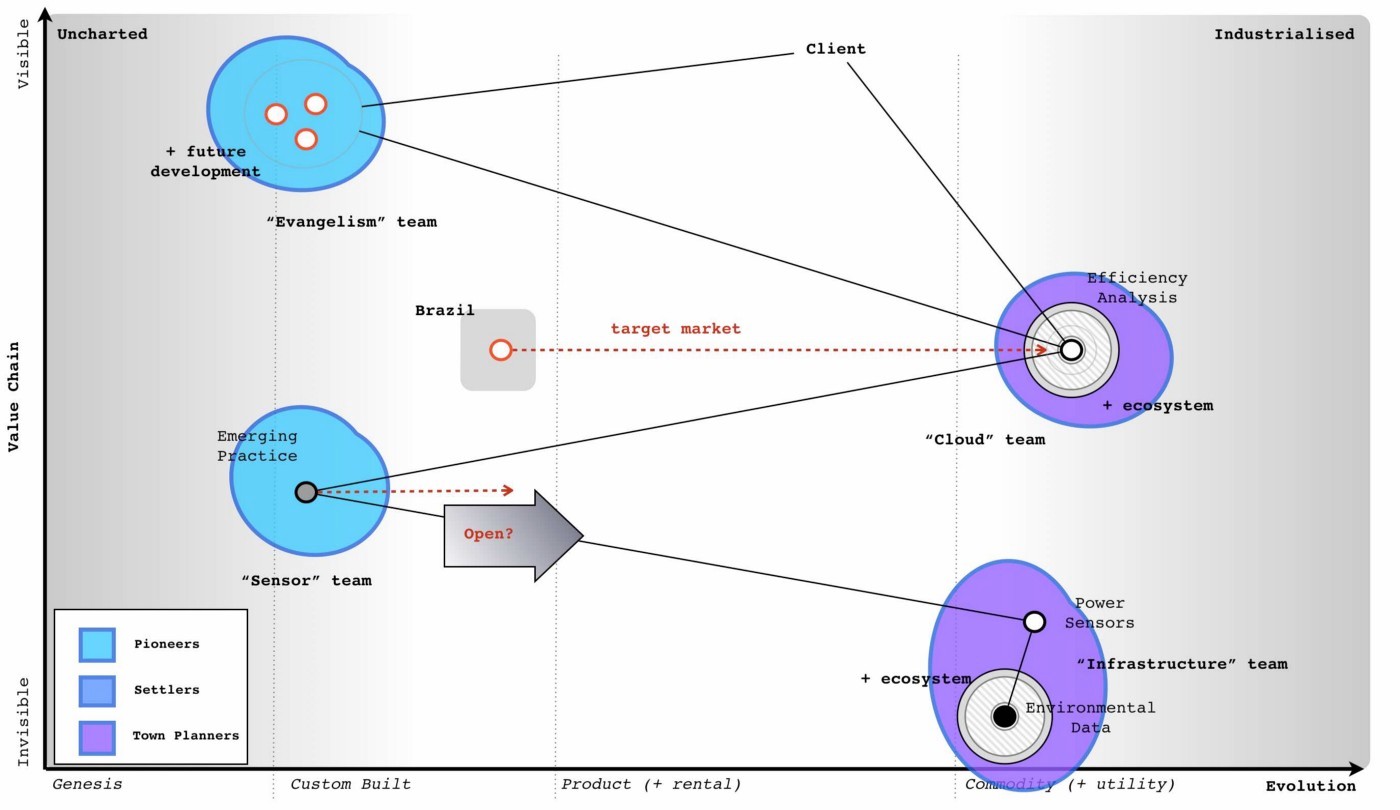 Visible
Uncharted
Client
Industrialised
+ future
development
“Evangelism” team
Efficiency
Analysis
Brazil
target market
+ ecosystem
“Cloud” team
Value Chain
Emerging
Practice
Open?
“Sensor” team
Power
Sensors
“Infrastructure” team
+ ecosystem
Environmental
Data
Pioneers
Settlers
Town Planners
Invisible
Genesis
Custom Built
Product (+ rental)
Commodity (+ utility)
Evolution